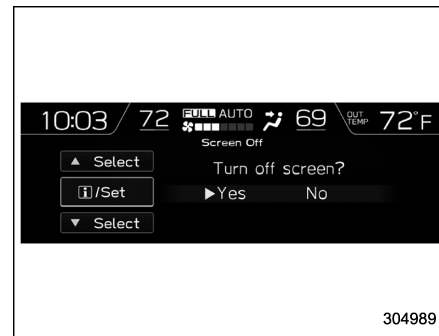 10:03 72 FULL AUTO 69 OUT TEMP 72°F
Screen Off
▲ Select
Turn off screen?
i/Set
▶Yes No
▼ Select
304989